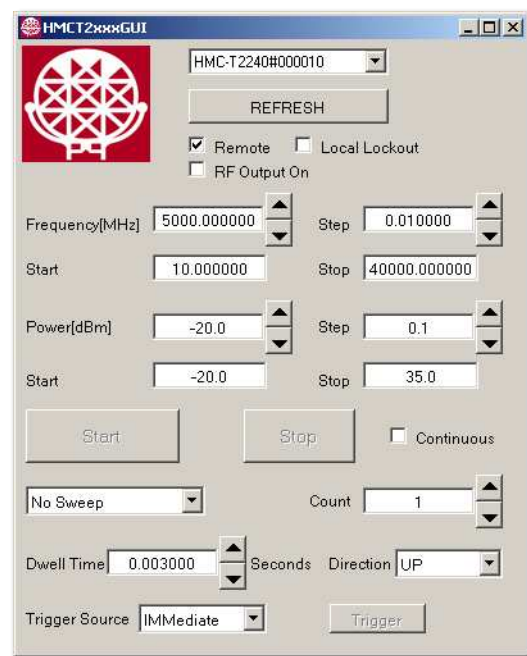 HMCT2xxxGUI
HMC-T2240#000010
REFRESH
Remote Local Lockout
RF Output On
Frequency[MHz] 5000.000000 Step 0.010000
Start 10.000000 Stop 40000.000000
Power[dBm] -20.0 Step 0.1
Start -20.0 Stop 35.0
Start Stop Continuous
No Sweep Count 1
Dwell Time 0.003000 Seconds Direction UP
Trigger Source IMMediate Trigger